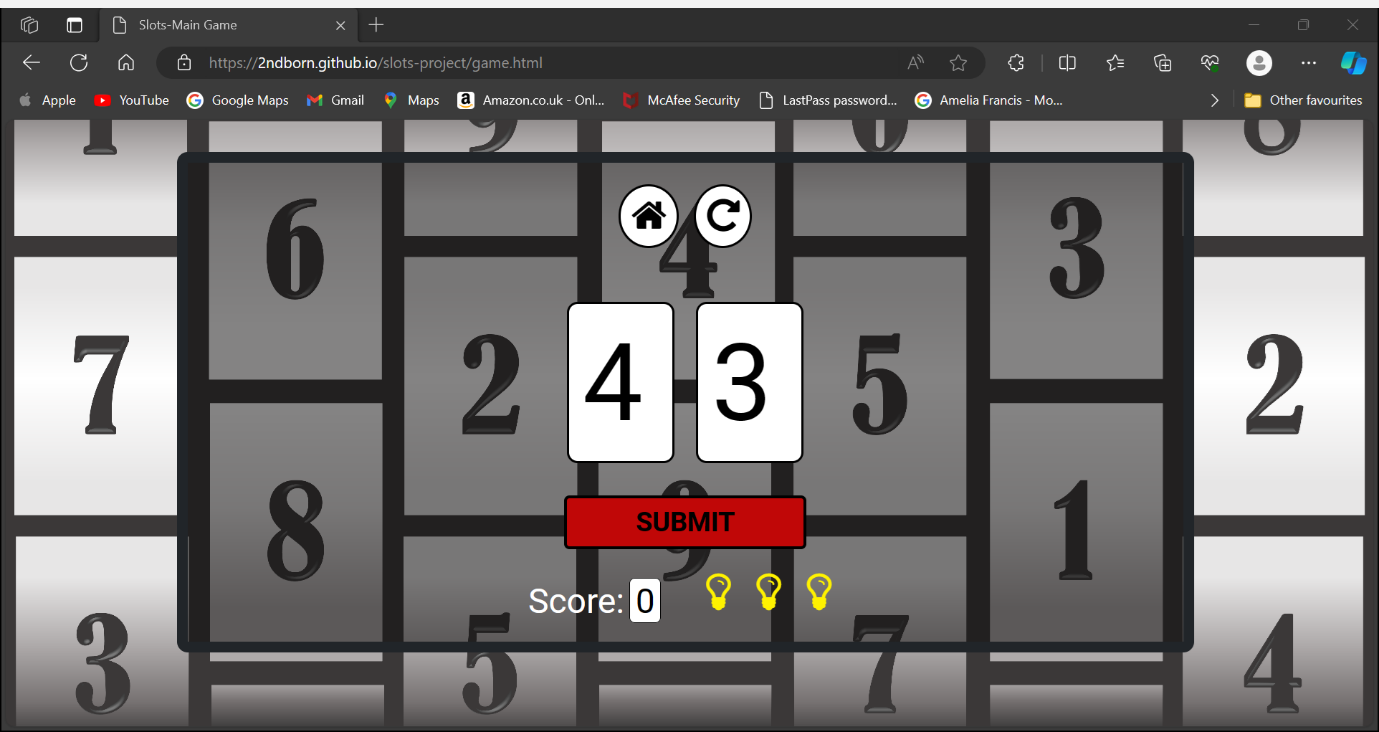 Slots-Main Game
https://2ndborn.github.io/slots-project/game.html
Apple YouTube Google Maps Gmail Maps Amazon.co.uk - Onl... McAfee Security LastPass password... Amelia Francis - Mo... Other favourites
1 9 0 8
6 4 3
7 2 4 3 5 2
8 9 1
SUBMIT
Score: 0
3 5 7 4